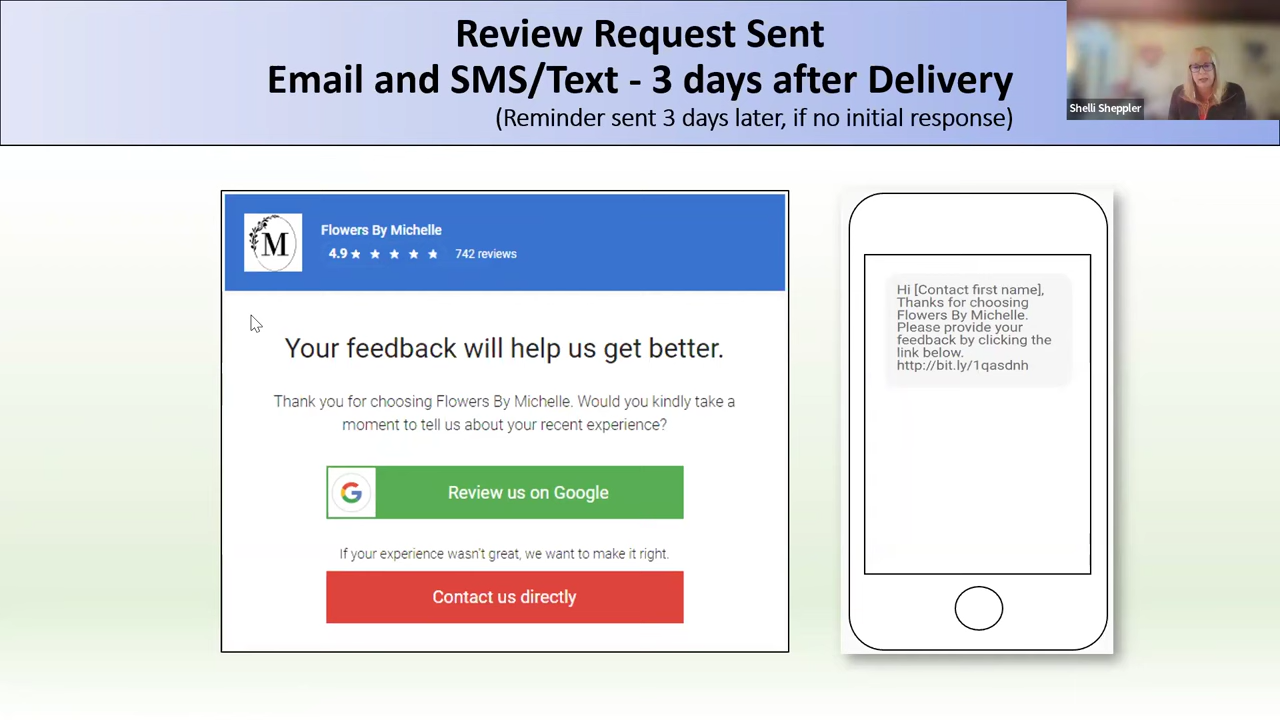 Review Request Sent
Email and SMS/Text - 3 days after Delivery
(Reminder sent 3 days later, if no initial response)
Shelli Sheppler
M
Flowers By Michelle
4.9 ★ ★ ★ ★ ★ 742 reviews
Your feedback will help us get better.
Thank you for choosing Flowers By Michelle. Would you kindly take a
moment to tell us about your recent experience?
G Review us on Google
If your experience wasn't great, we want to make it right.
Contact us directly
Hi [Contact first name],
Thanks for choosing
Flowers By Michelle.
Please provide your
feedback by clicking the
link below.
http://bit.ly/1qasdnh